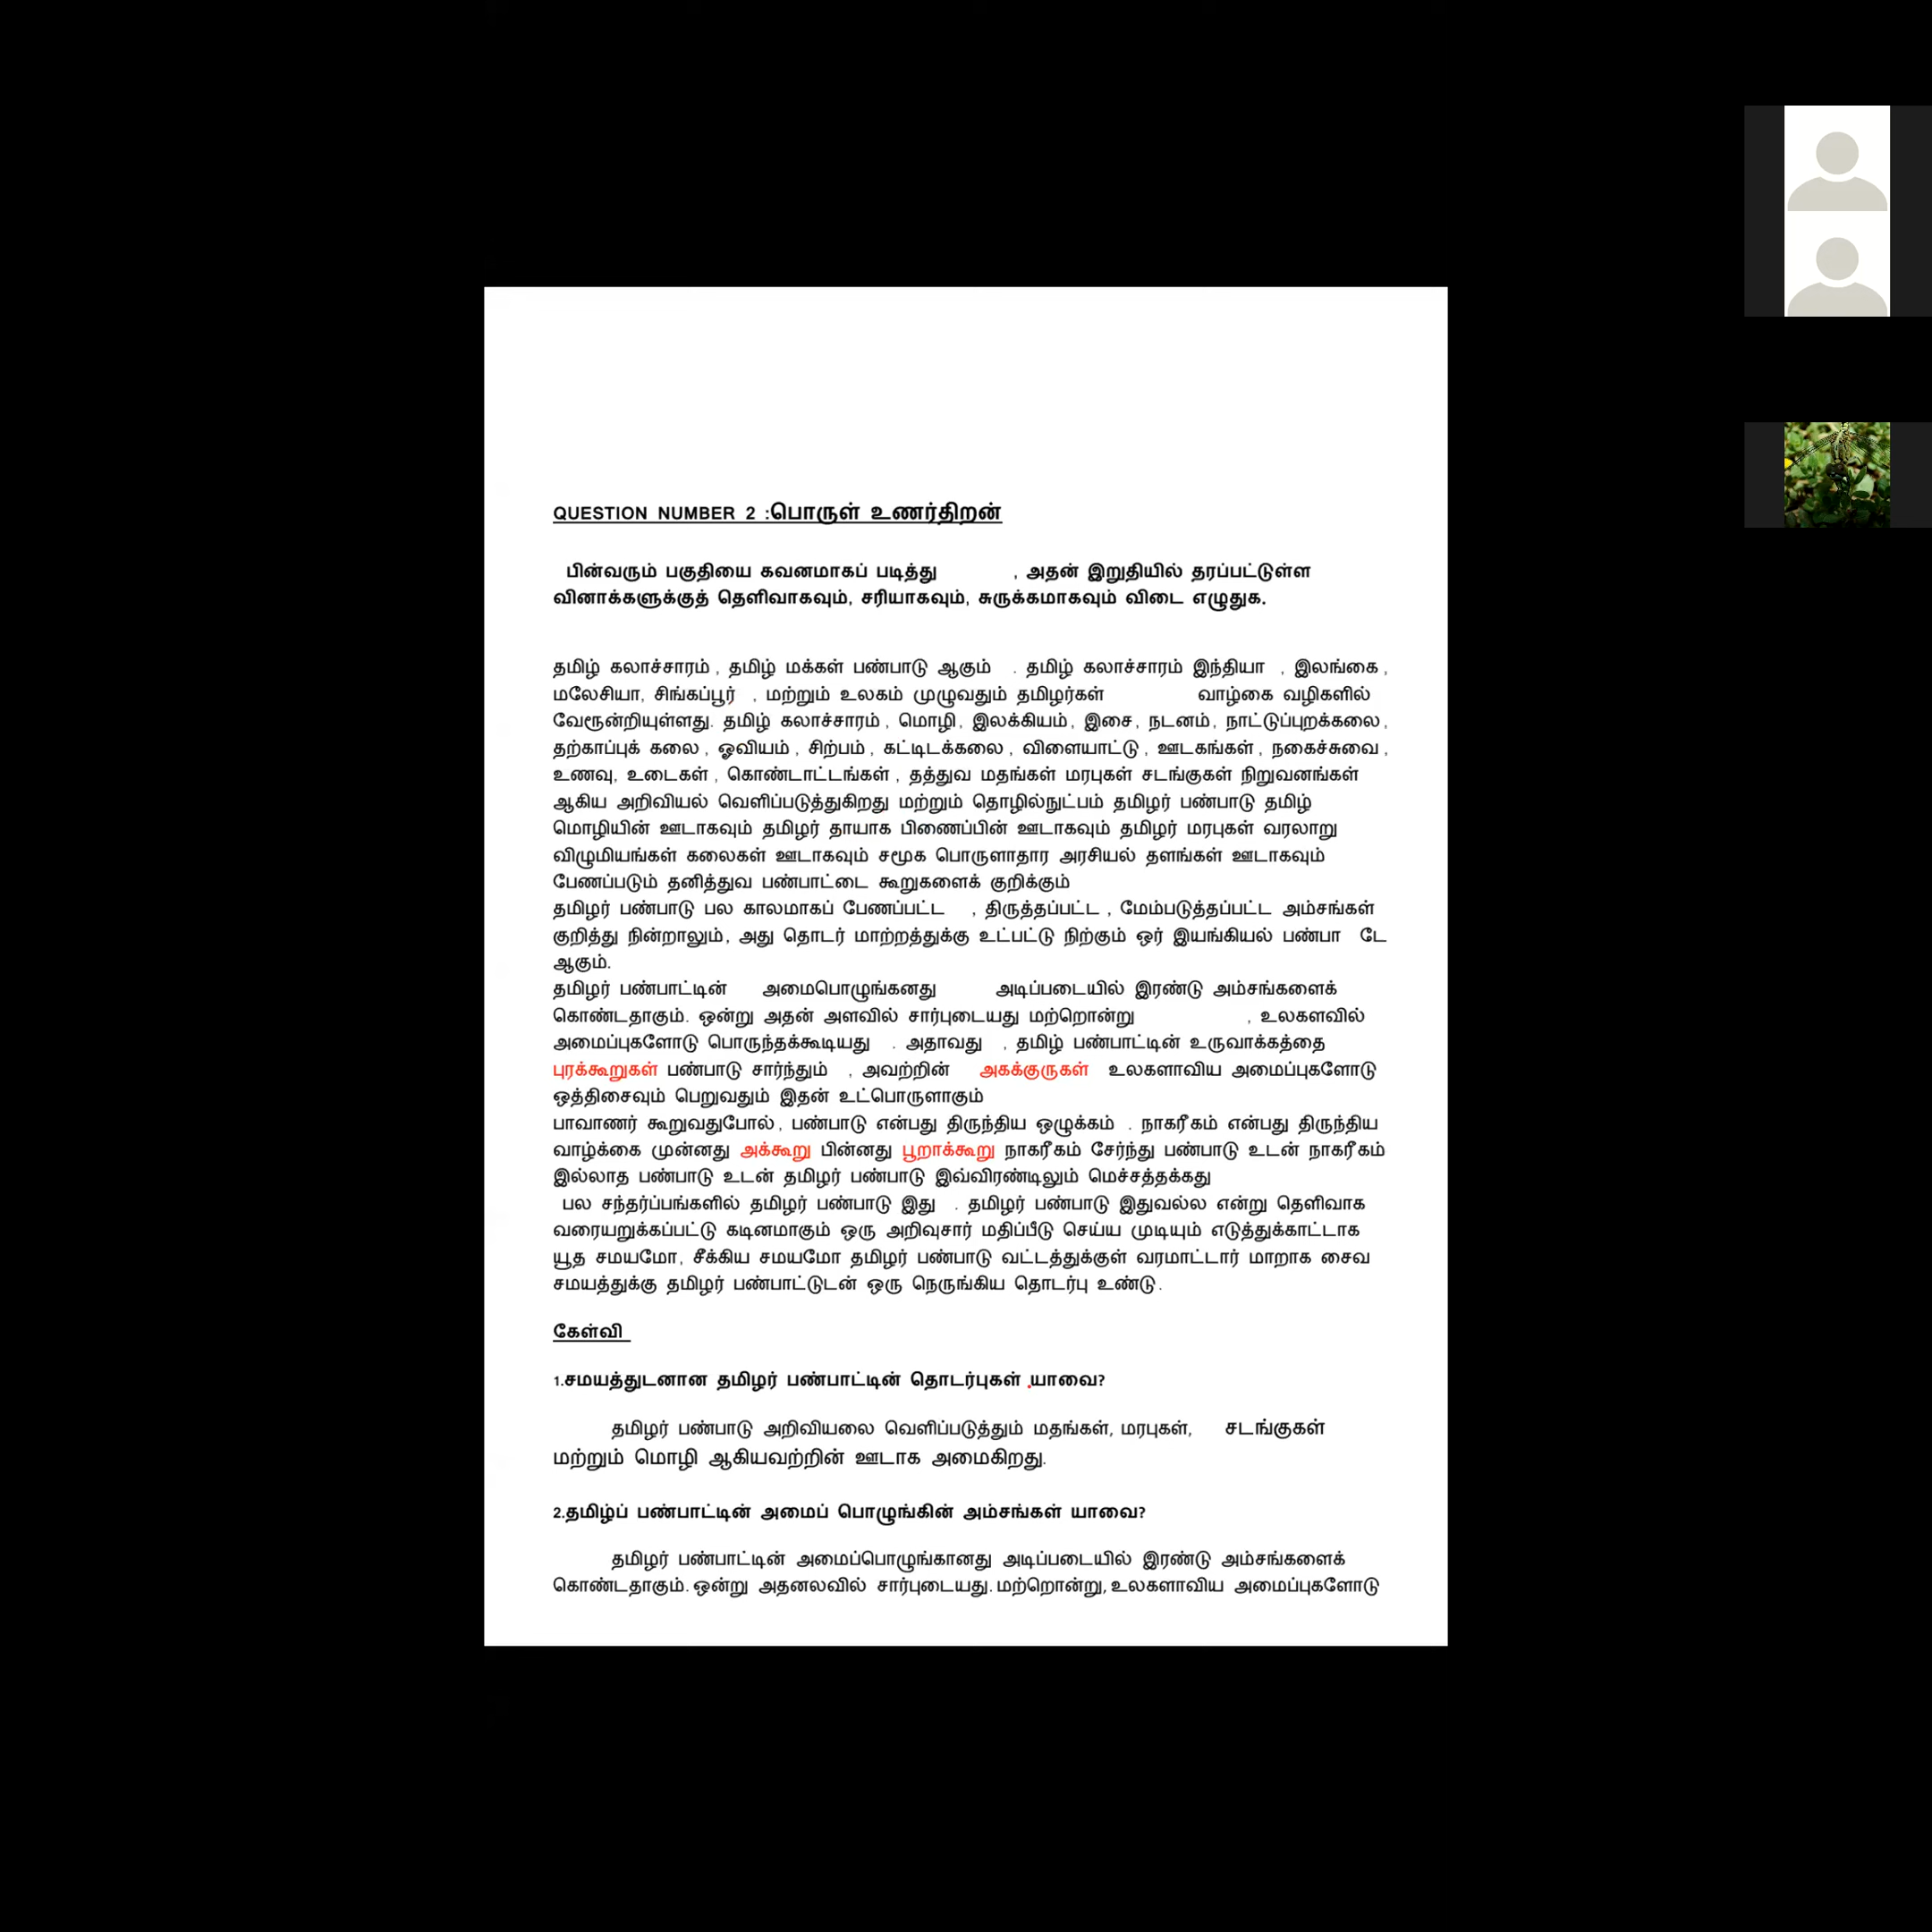 QUESTION NUMBER 2 :பொருள் உணர்திறன்
பின்வரும் பகுதியை கவனமாகப் படித்து , அதன் இறுதியில் தரப்பட்டுள்ள
வினாக்களுக்குத் தெளிவாகவும், சரியாகவும், சுருக்கமாகவும் விடை எழுதுக.
தமிழ் கலாச்சாரம் , தமிழ் மக்கள் பண்பாடு ஆகும் . தமிழ் கலாச்சாரம் இந்தியா , இலங்கை ,
மலேசியா, சிங்கப்பூர் , மற்றும் உலகம் முழுவதும் தமிழர்கள் வாழ்கை வழிகளில்
வேரூன்றியுள்ளது. தமிழ் கலாச்சாரம் , மொழி, இலக்கியம், இசை, நடனம், நாட்டுப்புறக்கலை,
தற்காப்புக் கலை , ஓவியம் , சிற்பம் , கட்டிடக்கலை , விளையாட்டு , ஊடகங்கள் , நகைச்சுவை ,
உணவு, உடைகள் , கொண்டாட்டங்கள் , தத்துவ மதங்கள் மரபுகள் சடங்குகள் நிறுவனங்கள்
ஆகிய அறிவியல் வெளிப்படுத்துகிறது மற்றும் தொழில்நுட்பம் தமிழர் பண்பாடு தமிழ்
மொழியின் ஊடாகவும் தமிழர் தாயாக பிணைப்பின் ஊடாகவும் தமிழர் மரபுகள் வரலாறு
விழுமியங்கள் கலைகள் ஊடாகவும் சமூக பொருளாதார அரசியல் தளங்கள் ஊடாகவும்
பேணப்படும் தனித்துவ பண்பாட்டை கூறுகளைக் குறிக்கும்
தமிழர் பண்பாடு பல காலமாகப் பேணப்பட்ட , திருத்தப்பட்ட , மேம்படுத்தப்பட்ட அம்சங்கள்
குறித்து நின்றாலும், அது தொடர் மாற்றத்துக்கு உட்பட்டு நிற்கும் ஒர் இயங்கியல் பண்பா டே
ஆகும்.
தமிழர் பண்பாட்டின் அமைபொழுங்கனது அடிப்படையில் இரண்டு அம்சங்களைக்
கொண்டதாகும். ஒன்று அதன் அளவில் சார்புடையது மற்றொன்று , உலகளவில்
அமைப்புகளோடு பொருந்தக்கூடியது . அதாவது , தமிழ் பண்பாட்டின் உருவாக்கத்தை
புரக்கூறுகள் பண்பாடு சார்ந்தும் , அவற்றின் அகக்குருகள் உலகளாவிய அமைப்புகளோடு
ஒத்திசைவும் பெறுவதும் இதன் உட்பொருளாகும்
பாவாணர் கூறுவதுபோல், பண்பாடு என்பது திருந்திய ஒழுக்கம் . நாகரீகம் என்பது திருந்திய
வாழ்க்கை முன்னது அக்கூறு பின்னது பூறாக்கூறு நாகரீகம் சேர்ந்து பண்பாடு உடன் நாகரீகம்
இல்லாத பண்பாடு உடன் தமிழர் பண்பாடு இவ்விரண்டிலும் மெச்சத்தக்கது
பல சந்தர்ப்பங்களில் தமிழர் பண்பாடு இது . தமிழர் பண்பாடு இதுவல்ல என்று தெளிவாக
வரையறுக்கப்பட்டு கடினமாகும் ஒரு அறிவுசார் மதிப்பீடு செய்ய முடியும் எடுத்துக்காட்டாக
யூத சமயமோ, சீக்கிய சமயமோ தமிழர் பண்பாடு வட்டத்துக்குள் வரமாட்டார் மாறாக சைவ
சமயத்துக்கு தமிழர் பண்பாட்டுடன் ஒரு நெருங்கிய தொடர்பு உண்டு.
கேள்வி
1.சமயத்துடனான தமிழர் பண்பாட்டின் தொடர்புகள் யாவை?
தமிழர் பண்பாடு அறிவியலை வெளிப்படுத்தும் மதங்கள், மரபுகள், சடங்குகள்
மற்றும் மொழி ஆகியவற்றின் ஊடாக அமைகிறது.
2.தமிழ்ப் பண்பாட்டின் அமைப் பொழுங்கின் அம்சங்கள் யாவை?
தமிழர் பண்பாட்டின் அமைப்பொழுங்கானது அடிப்படையில் இரண்டு அம்சங்களைக்
கொண்டதாகும். ஒன்று அதனலவில் சார்புடையது. மற்றொன்று, உலகளாவிய அமைப்புகளோடு